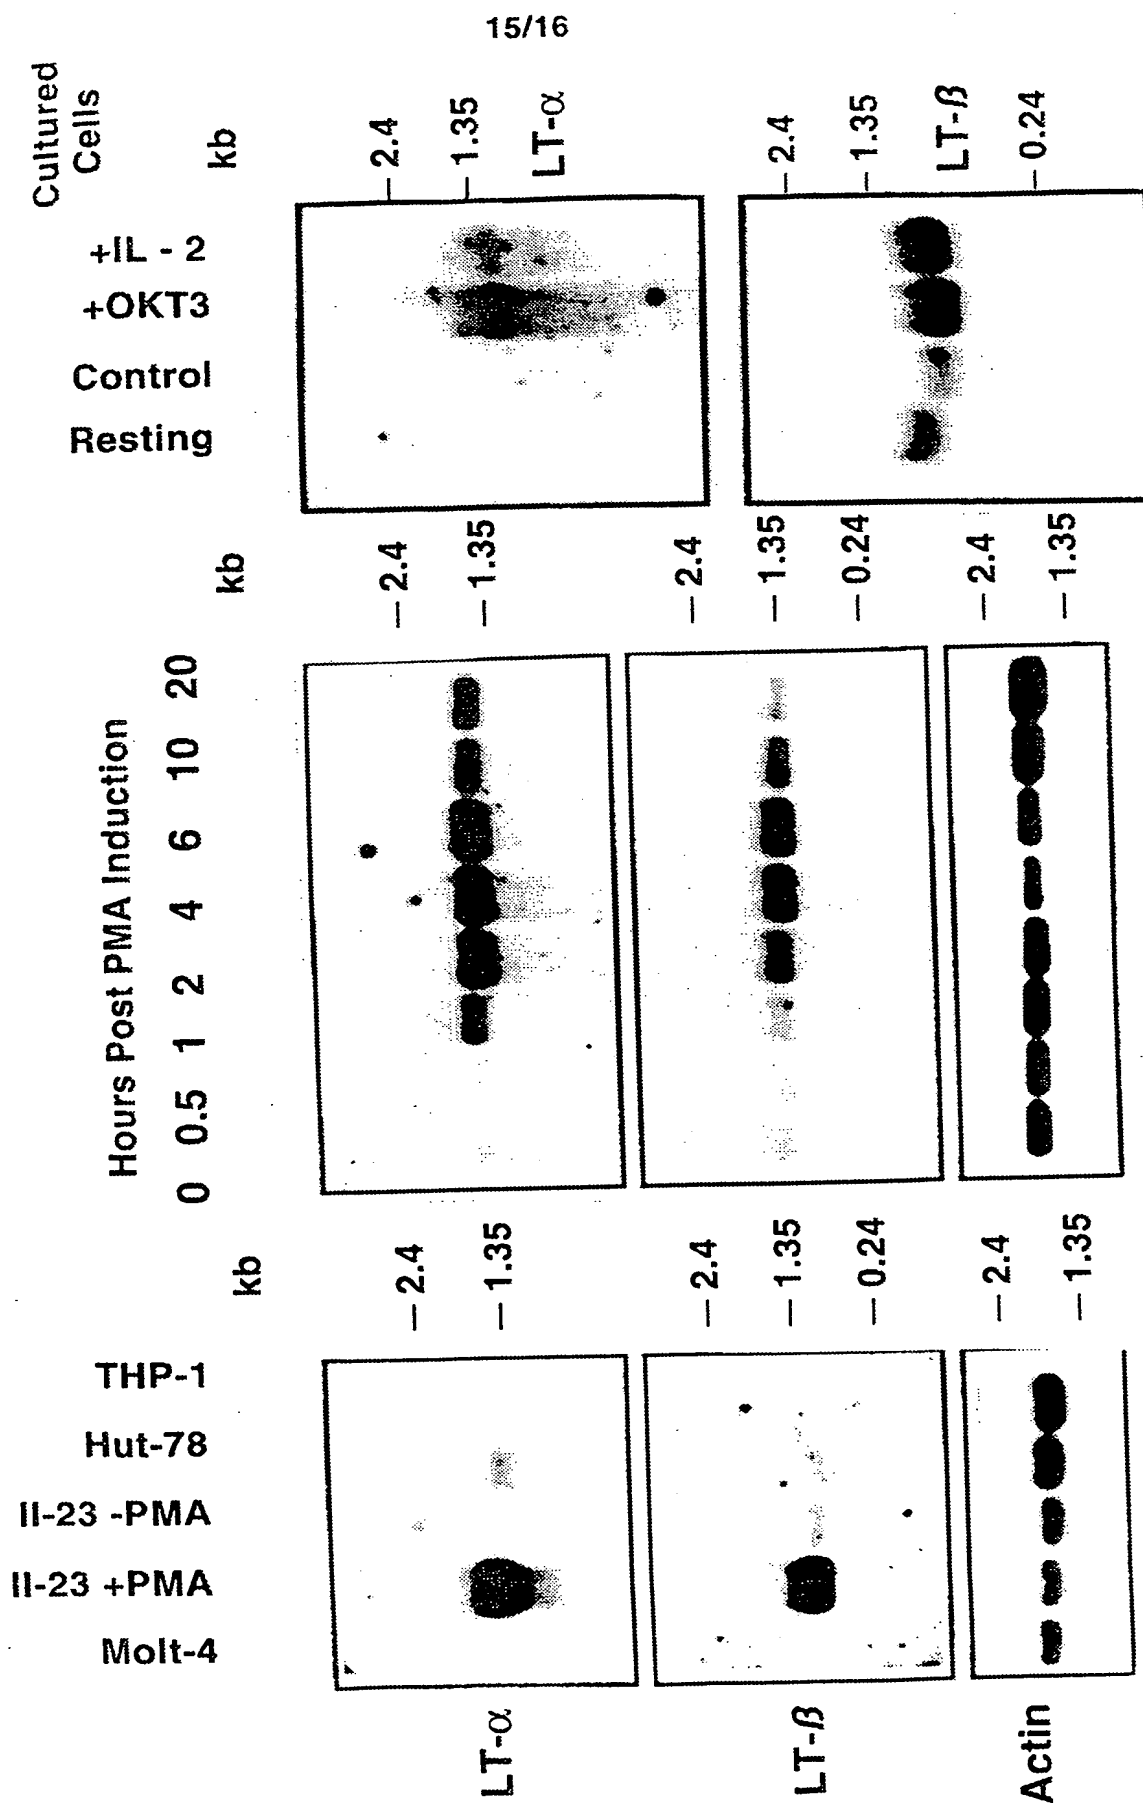 15/16
Cultured
Cells
kb
+IL - 2
+OKT3
Control
Resting
– 2.4
– 1.35
LT-α
– 2.4
– 1.35
LT-ß
– 0.24
Hours Post PMA Induction
0 0.5 1 2 4 6 10 20
kb
– 2.4
– 1.35
– 2.4
– 1.35
– 0.24
– 2.4
– 1.35
THP-1
Hut-78
II-23 -PMA
II-23 +PMA
Molt-4
kb
– 2.4
– 1.35
– 2.4
– 1.35
– 0.24
– 2.4
– 1.35
LT-α
LT-ß
Actin